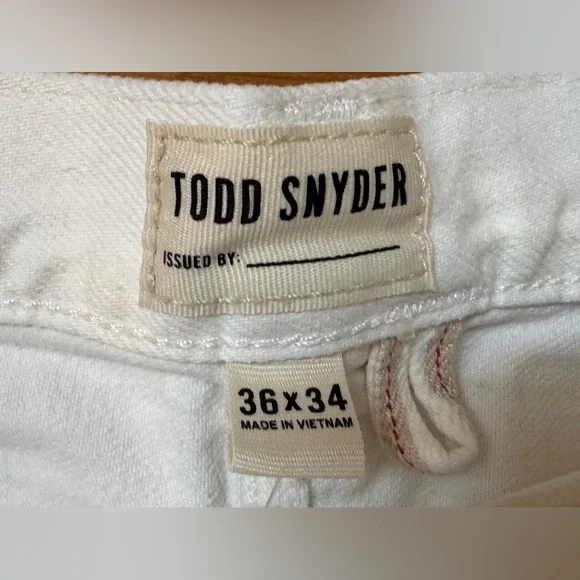 TODD SNYDER
ISSUED BY:
36X34
MADE IN VIETNAM